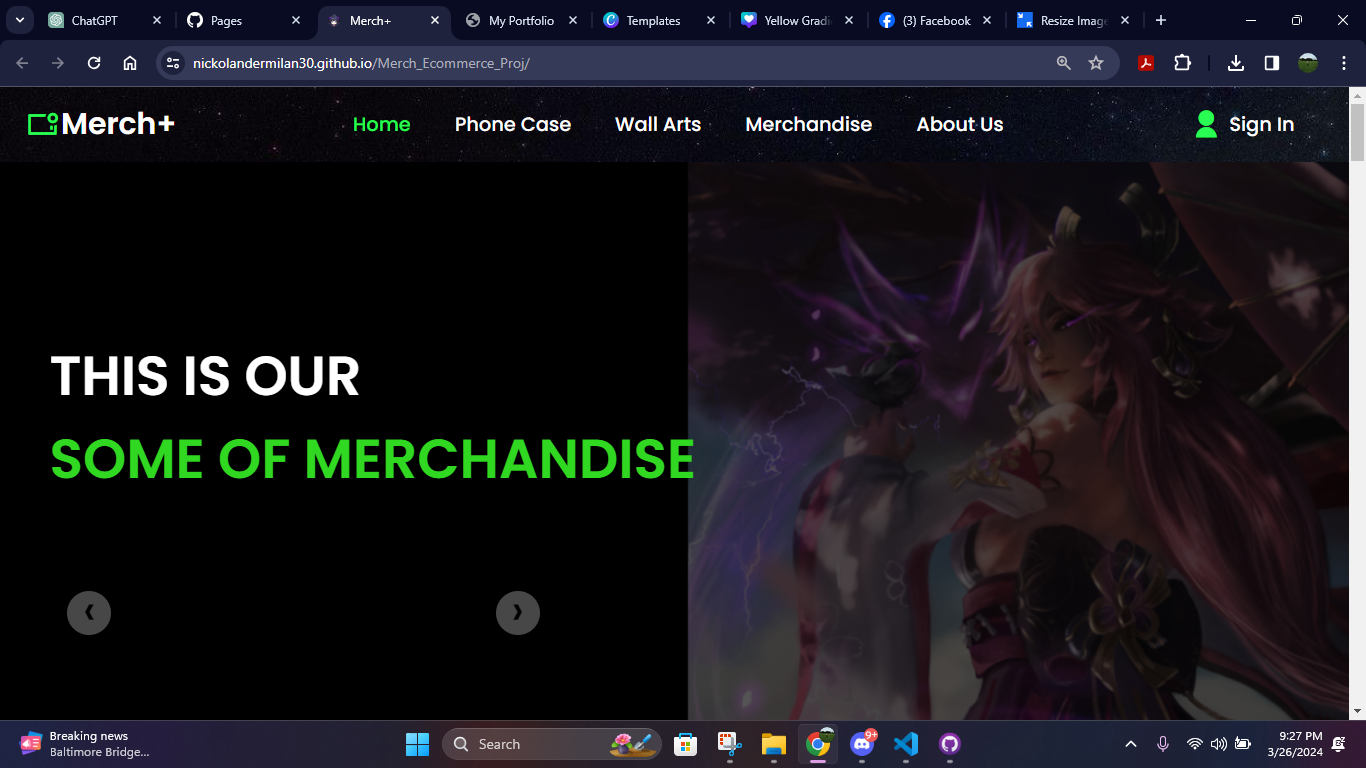 ChatGPT
Pages
Merch+
My Portfolio
Templates
Yellow Gradi
(3) Facebook
Resize Image
nickolandermilan30.github.io/Merch_Ecommerce_Proj/
Merch+
Home
Phone Case
Wall Arts
Merchandise
About Us
Sign In
THIS IS OUR
SOME OF MERCHANDISE
Breaking news
Baltimore Bridge...
Search
9+
9:27 PM
3/26/2024